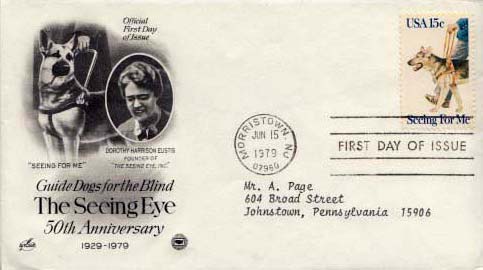 Official
First Day
of Issue
DOROTHY HARRISON EUSTIS
FOUNDER OF
"THE SEEING EYE, INC."
"SEEING FOR ME"
Guide Dogs for the Blind
The Seeing Eye
50th Anniversary
1929-1979
USA 15c
Seeing For Me
MORRISTOWN, NJ
JUN 15
1979
07960
FIRST DAY OF ISSUE
Mr. A. Page
604 Broad Street
Johnstown, Pennsylvania 15906